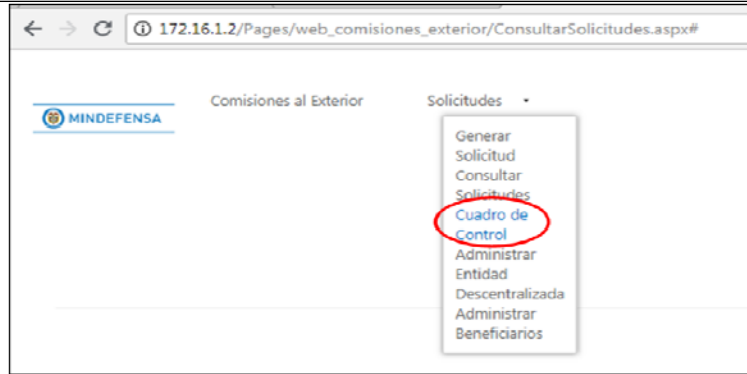 172.16.1.2/Pages/web_comisiones_exterior/ConsultarSolicitudes.aspx#
MINDEFENSA
Comisiones al Exterior
Solicitudes
Generar
Solicitud
Consultar
Solicitudes
Cuadro de
Control
Administrar
Entidad
Descentralizada
Administrar
Beneficiarios